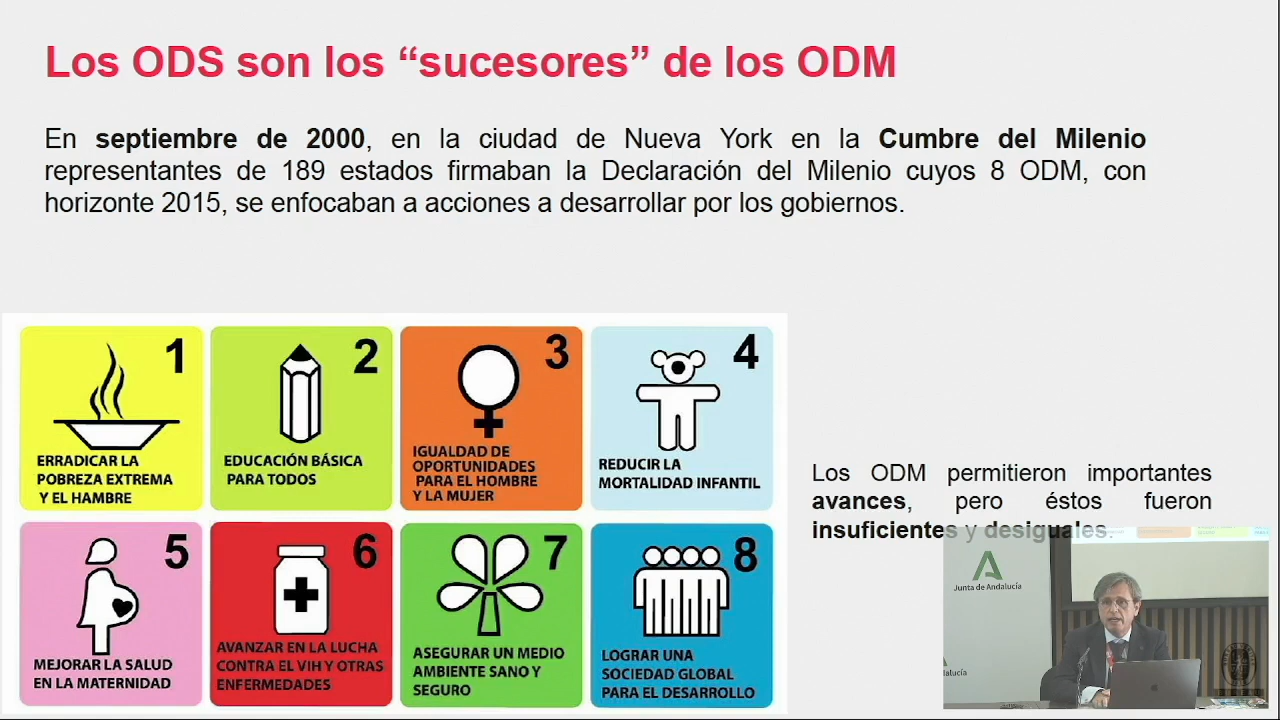 Los ODS son los “sucesores” de los ODM
En septiembre de 2000, en la ciudad de Nueva York en la Cumbre del Milenio
representantes de 189 estados firmaban la Declaración del Milenio cuyos 8 ODM, con
horizonte 2015, se enfocaban a acciones a desarrollar por los gobiernos.
1
ERRADICAR LA
POBREZA EXTREMA
Y EL HAMBRE
2
EDUCACIÓN BÁSICA
PARA TODOS
3
IGUALDAD DE
OPORTUNIDADES
PARA EL HOMBRE
Y LA MUJER
4
REDUCIR LA
MORTALIDAD INFANTIL
5
MEJORAR LA SALUD
EN LA MATERNIDAD
6
AVANZAR EN LA LUCHA
CONTRA EL VIH Y OTRAS
ENFERMEDADES
7
ASEGURAR UN MEDIO
AMBIENTE SANO Y
SEGURO
8
LOGRAR UNA
SOCIEDAD GLOBAL
PARA EL DESARROLLO
Los ODM permitieron importantes
avances, pero éstos fueron
insuficientes y desiguales.
Junta de Andalucía